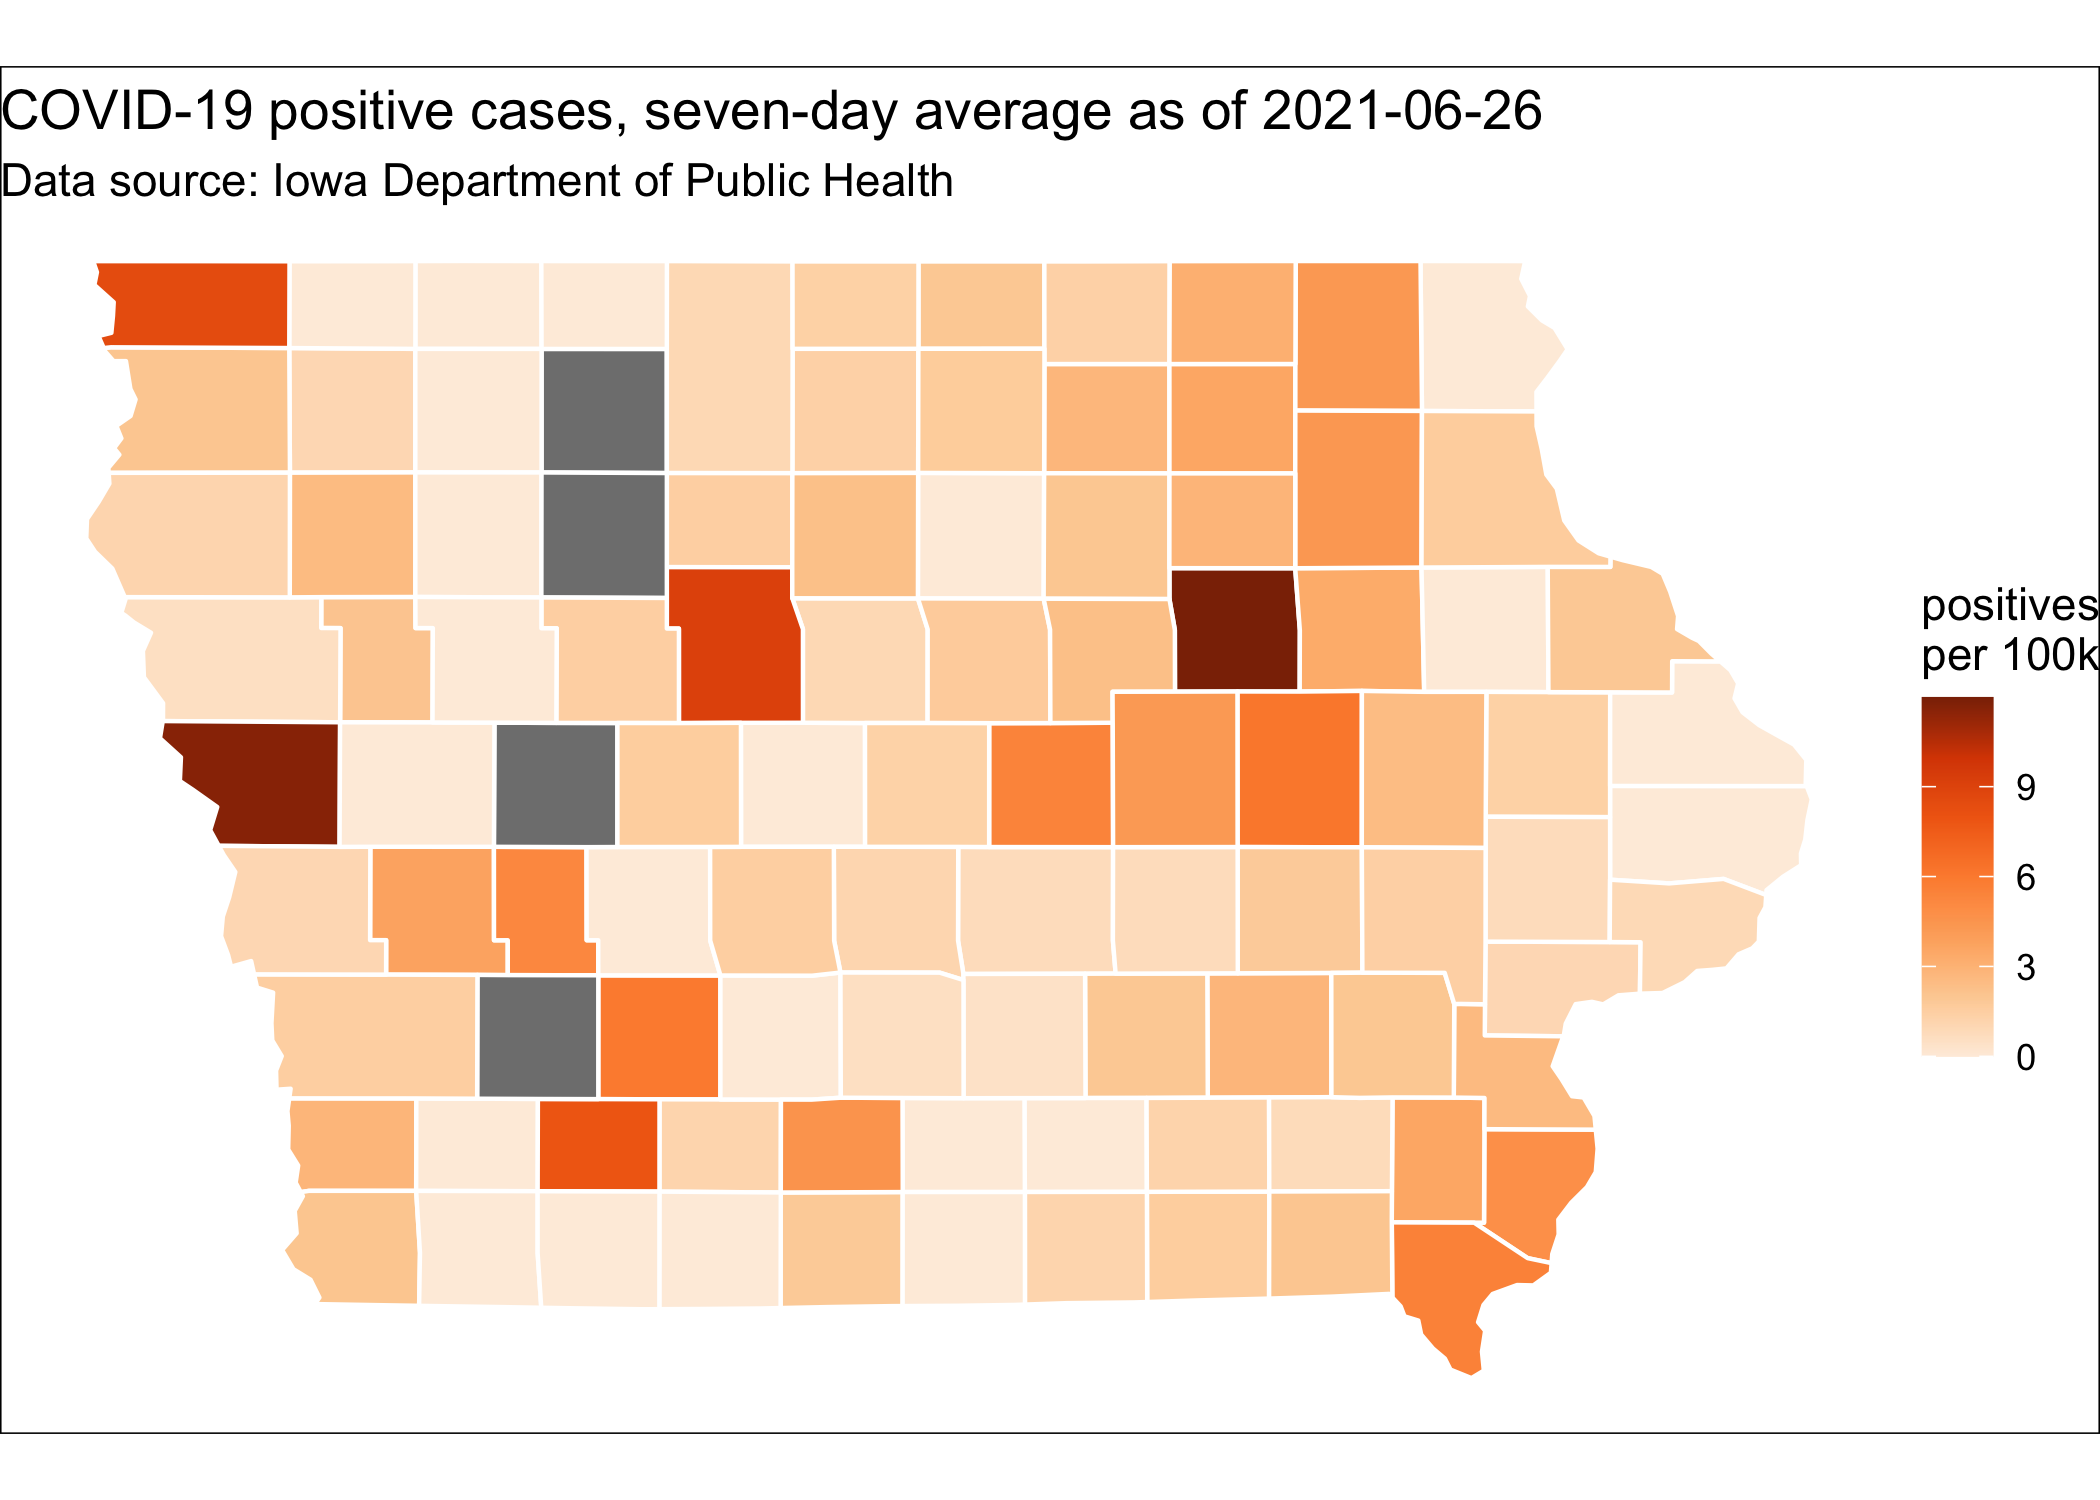 COVID-19 positive cases, seven-day average as of 2021-06-26
Data source: Iowa Department of Public Health
positives
per 100k
9
6
3
0